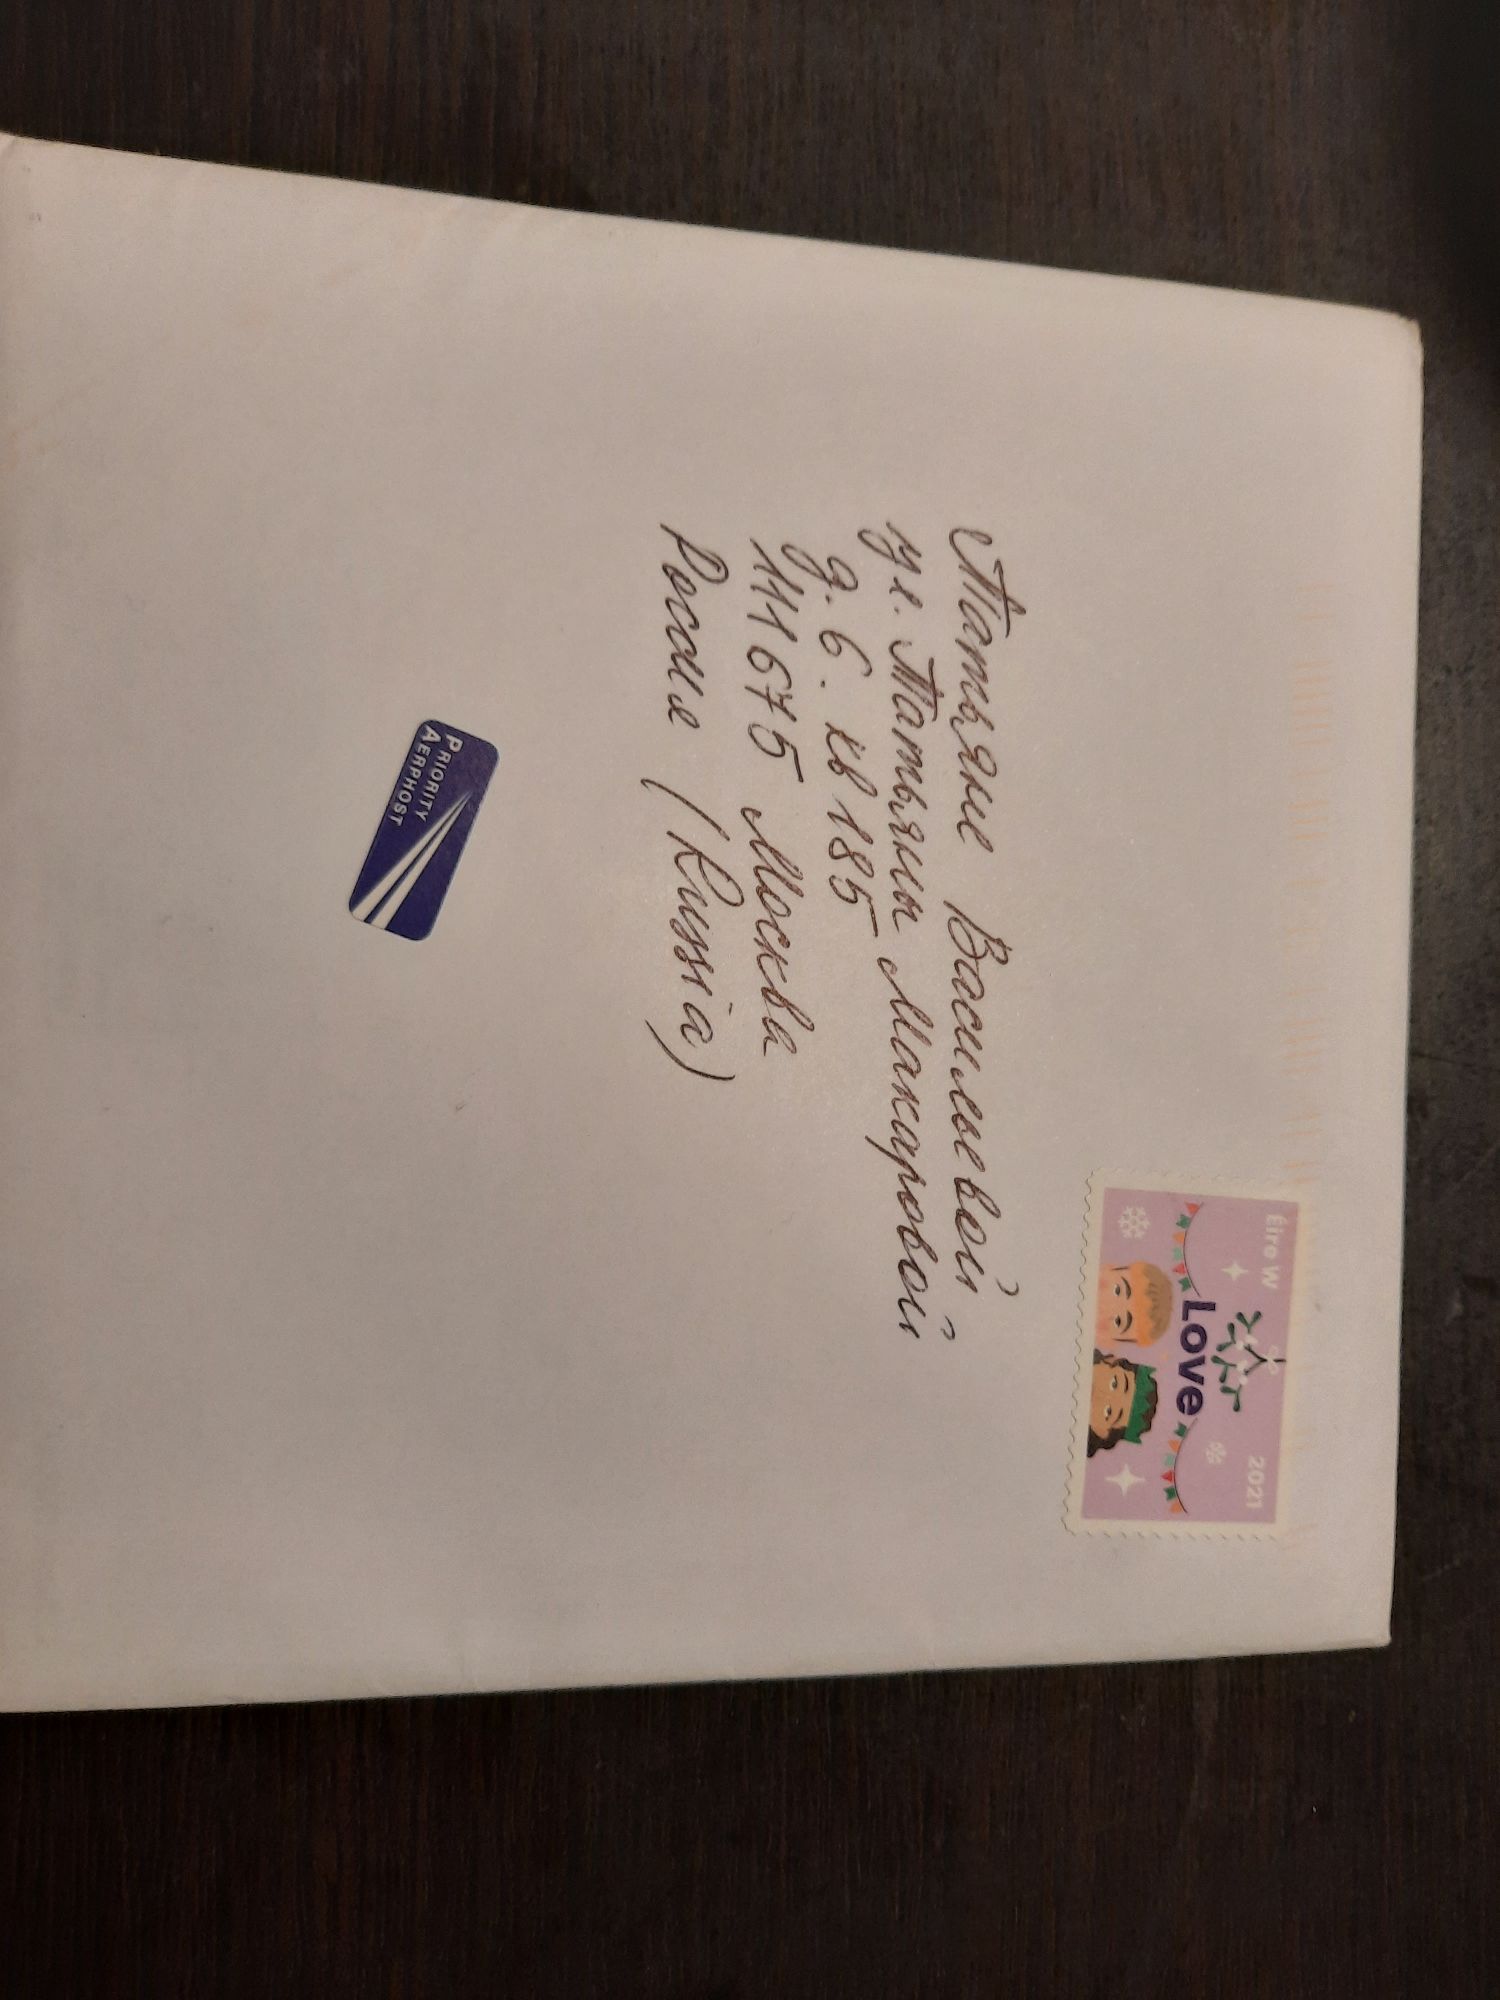 Éire W
2021
Love
Татьяне Васильевой
ул. Татьяны Макаровой
д. 6. кв 185
111675 Москва
Россия (Russia)
PRIORITY
AERPHOST